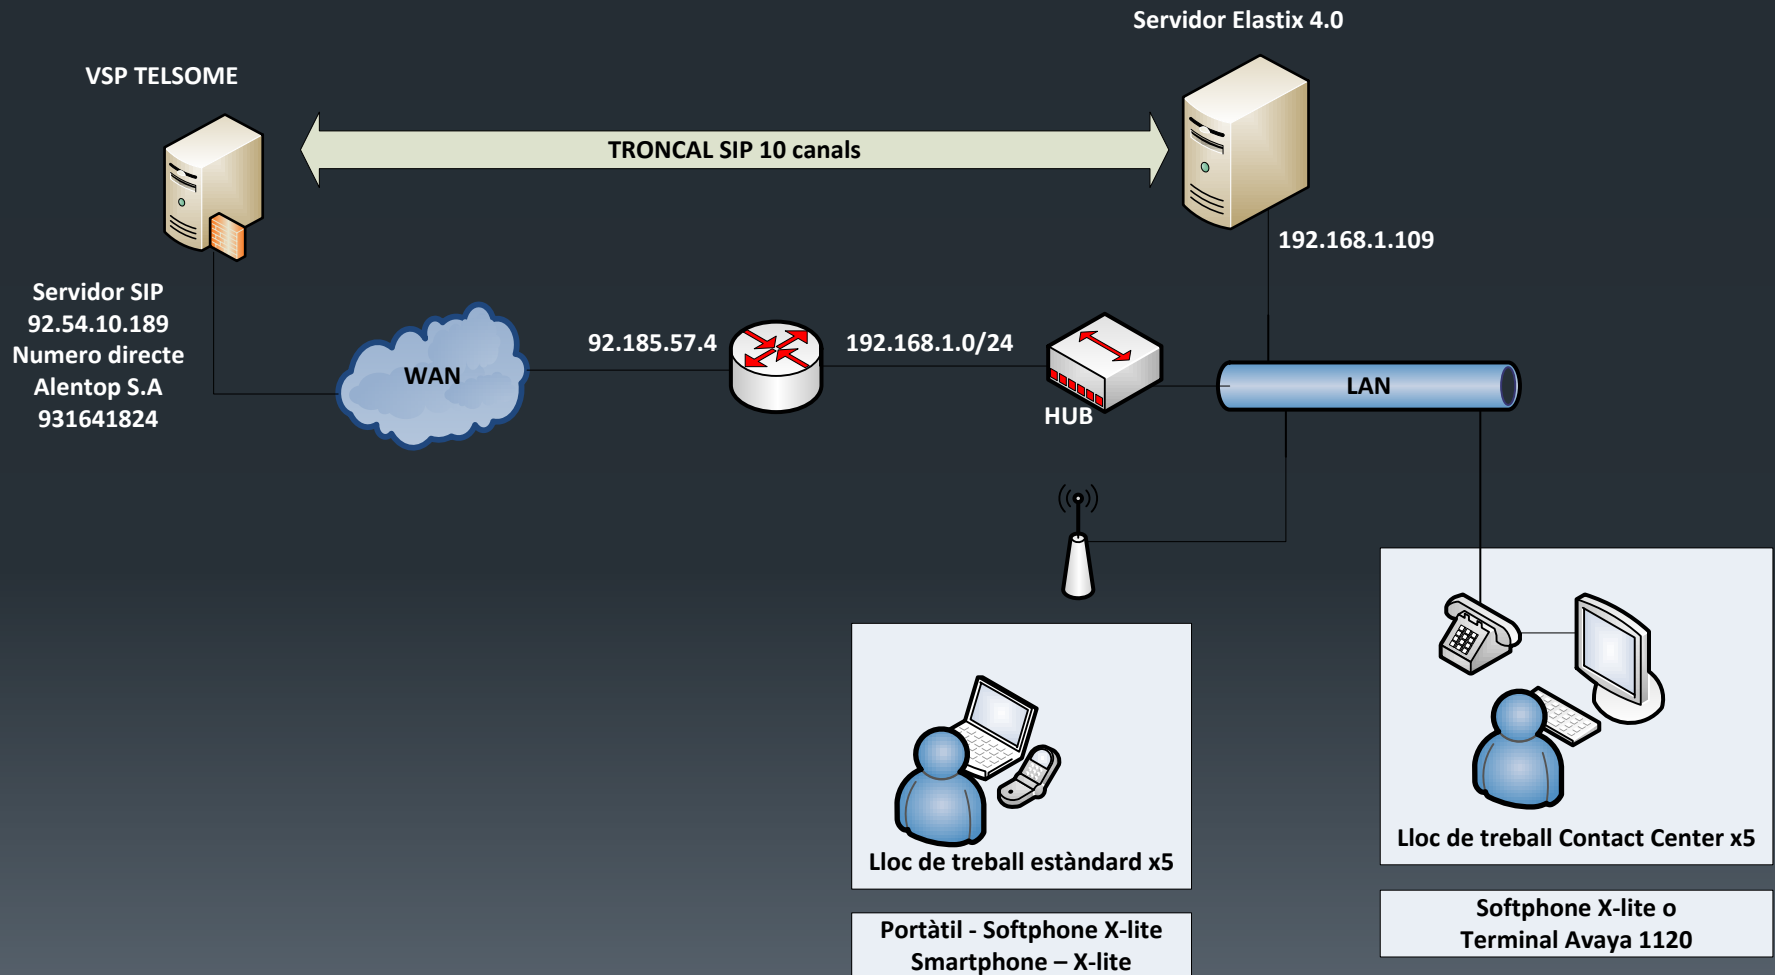 Servidor Elastix 4.0
VSP TELSOME
TRONCAL SIP 10 canals
192.168.1.109
Servidor SIP
92.54.10.189
Numero directe
Alentop S.A
931641824
WAN
92.185.57.4
192.168.1.0/24
HUB
LAN
Lloc de treball estàndard x5
Portàtil - Softphone X-lite
Smartphone – X-lite
Lloc de treball Contact Center x5
Softphone X-lite o
Terminal Avaya 1120